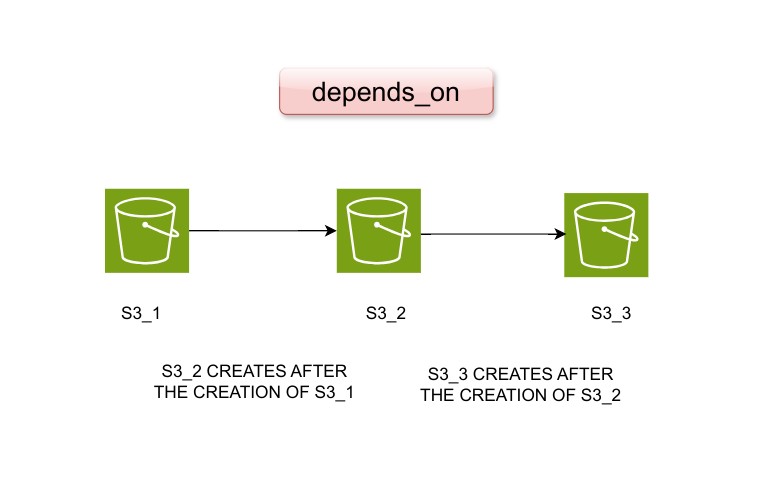 depends_on
S3_1
S3_2
S3_3
S3_2 CREATES AFTER
THE CREATION OF S3_1
S3_3 CREATES AFTER
THE CREATION OF S3_2